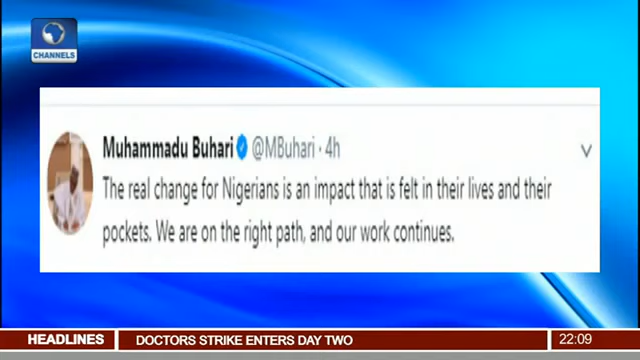 CHANNELS
Muhammadu Buhari @MBuhari · 4h
The real change for Nigerians is an impact that is felt in their lives and their
pockets. We are on the right path, and our work continues.
HEADLINES DOCTORS STRIKE ENTERS DAY TWO 22:09